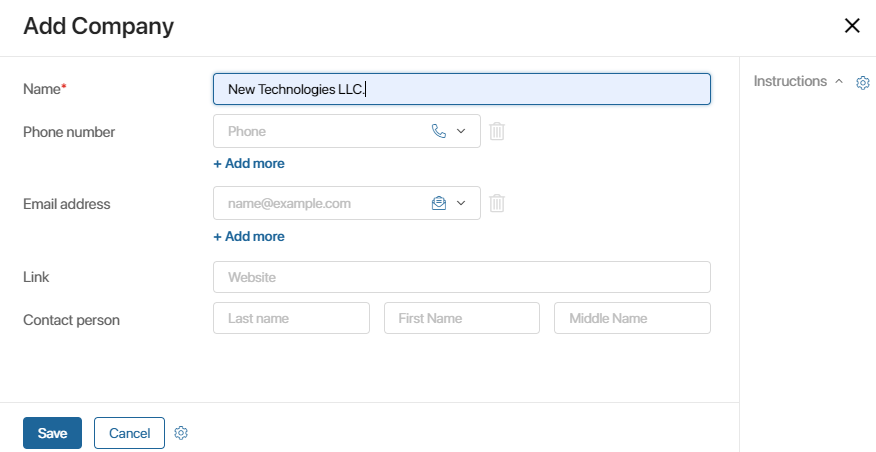 Add Company
Name*
New Technologies LLC.
Instructions
Phone number
Phone
+ Add more
Email address
name@example.com
+ Add more
Link
Website
Contact person
Last name
First Name
Middle Name
Save
Cancel